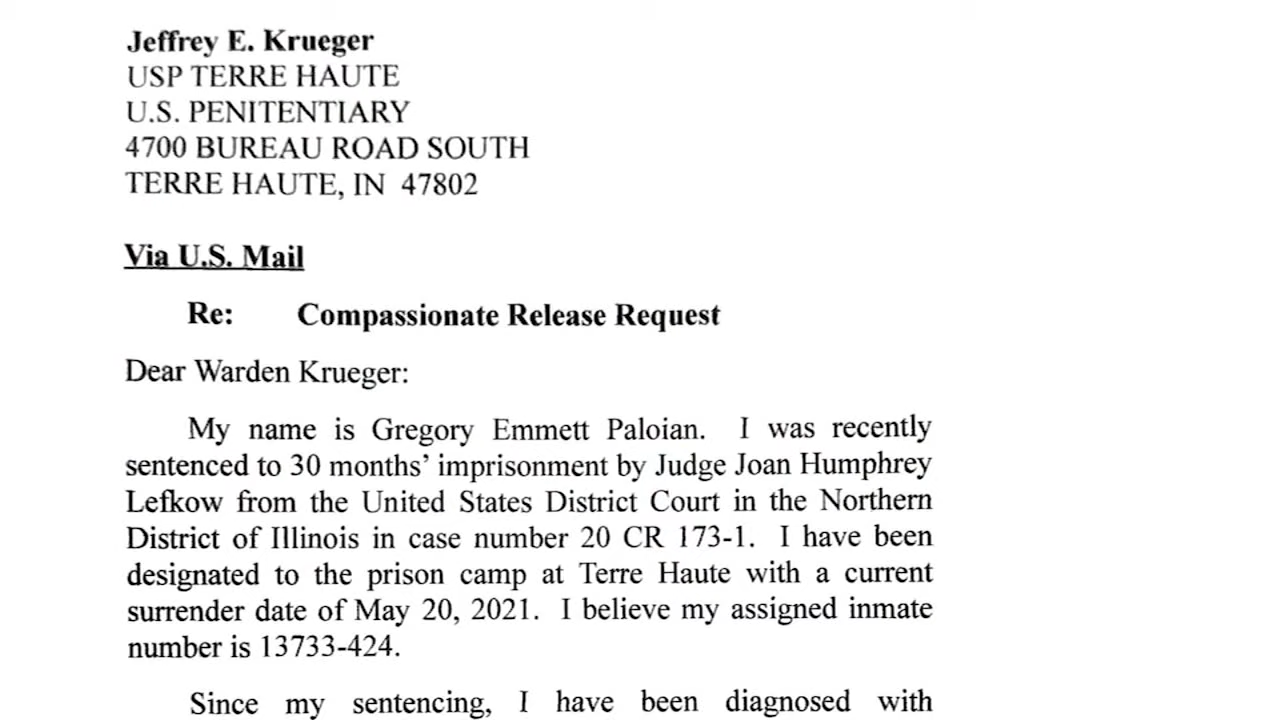 Jeffrey E. Krueger
USP TERRE HAUTE
U.S. PENITENTIARY
4700 BUREAU ROAD SOUTH
TERRE HAUTE, IN 47802
Via U.S. Mail
Re: Compassionate Release Request
Dear Warden Krueger:
My name is Gregory Emmett Paloian. I was recently
sentenced to 30 months’ imprisonment by Judge Joan Humphrey
Lefkow from the United States District Court in the Northern
District of Illinois in case number 20 CR 173-1. I have been
designated to the prison camp at Terre Haute with a current
surrender date of May 20, 2021. I believe my assigned inmate
number is 13733-424.
Since my sentencing, I have been diagnosed with